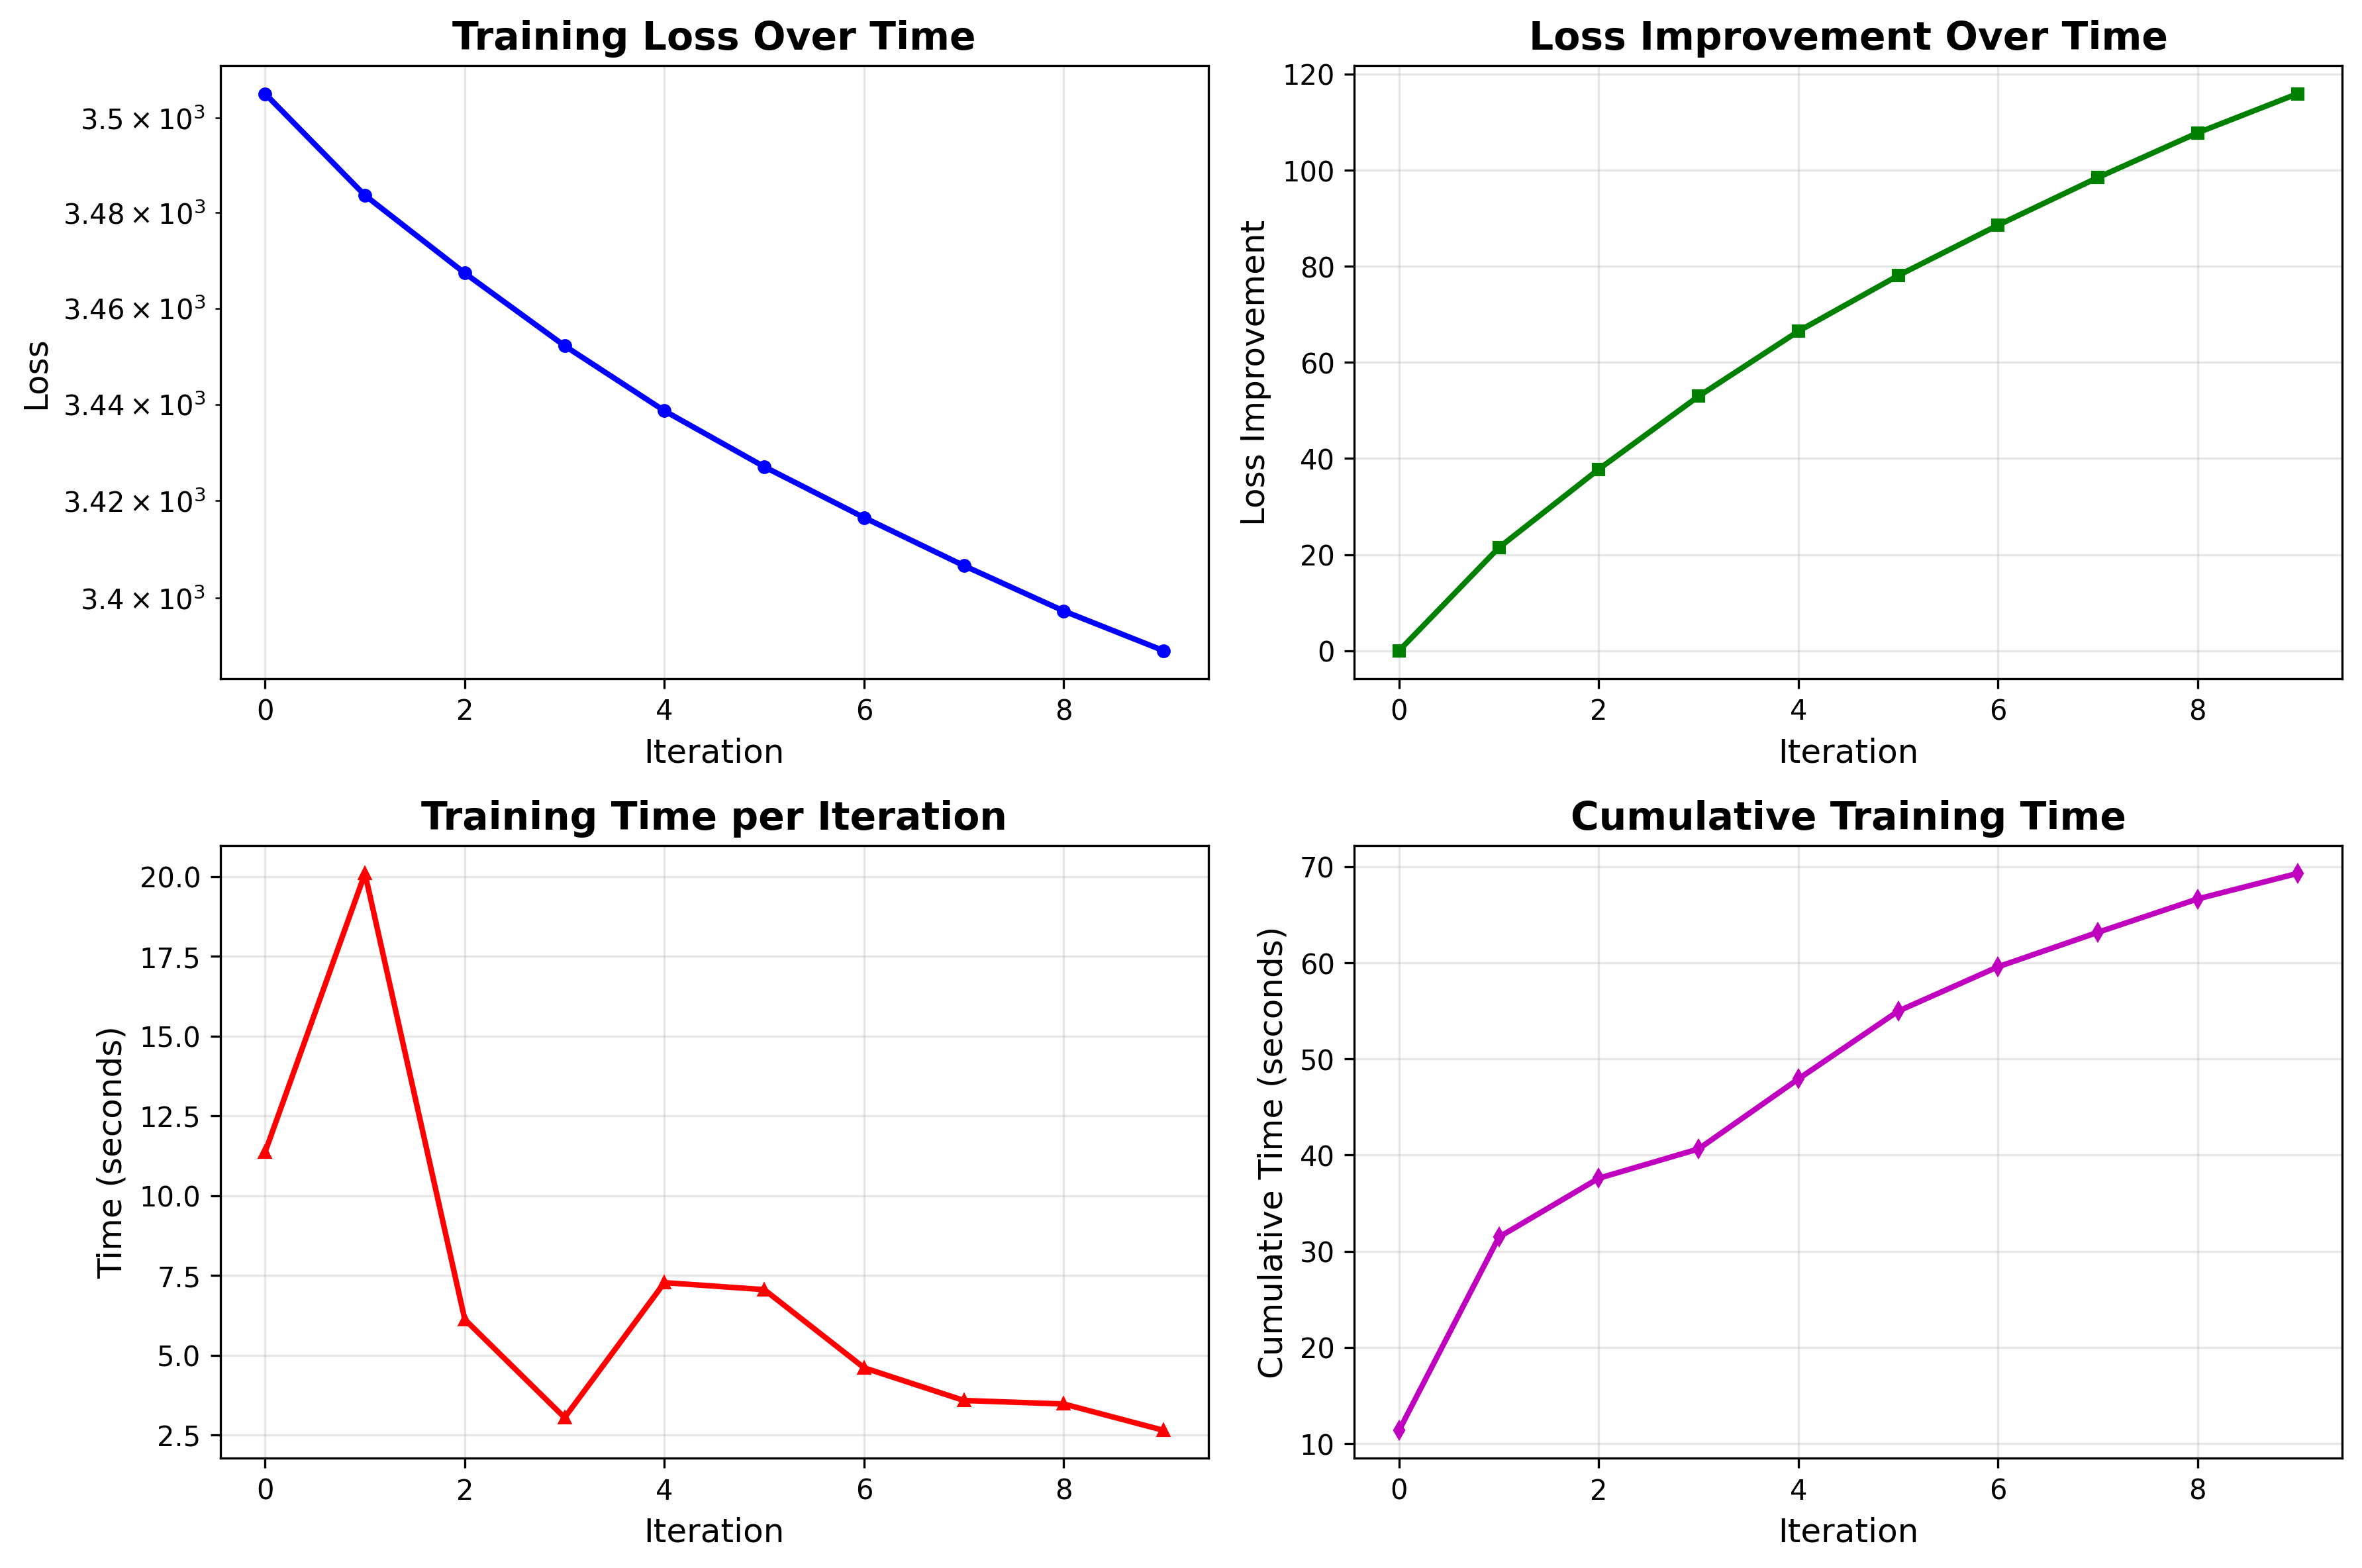 Training Loss Over Time
Loss
3.5 × 10³
3.48 × 10³
3.46 × 10³
3.44 × 10³
3.42 × 10³
3.4 × 10³
0 2 4 6 8
Iteration
Loss Improvement Over Time
Loss Improvement
120
100
80
60
40
20
0
0 2 4 6 8
Iteration
Training Time per Iteration
Time (seconds)
20.0
17.5
15.0
12.5
10.0
7.5
5.0
2.5
0 2 4 6 8
Iteration
Cumulative Training Time
Cumulative Time (seconds)
70
60
50
40
30
20
10
0 2 4 6 8
Iteration